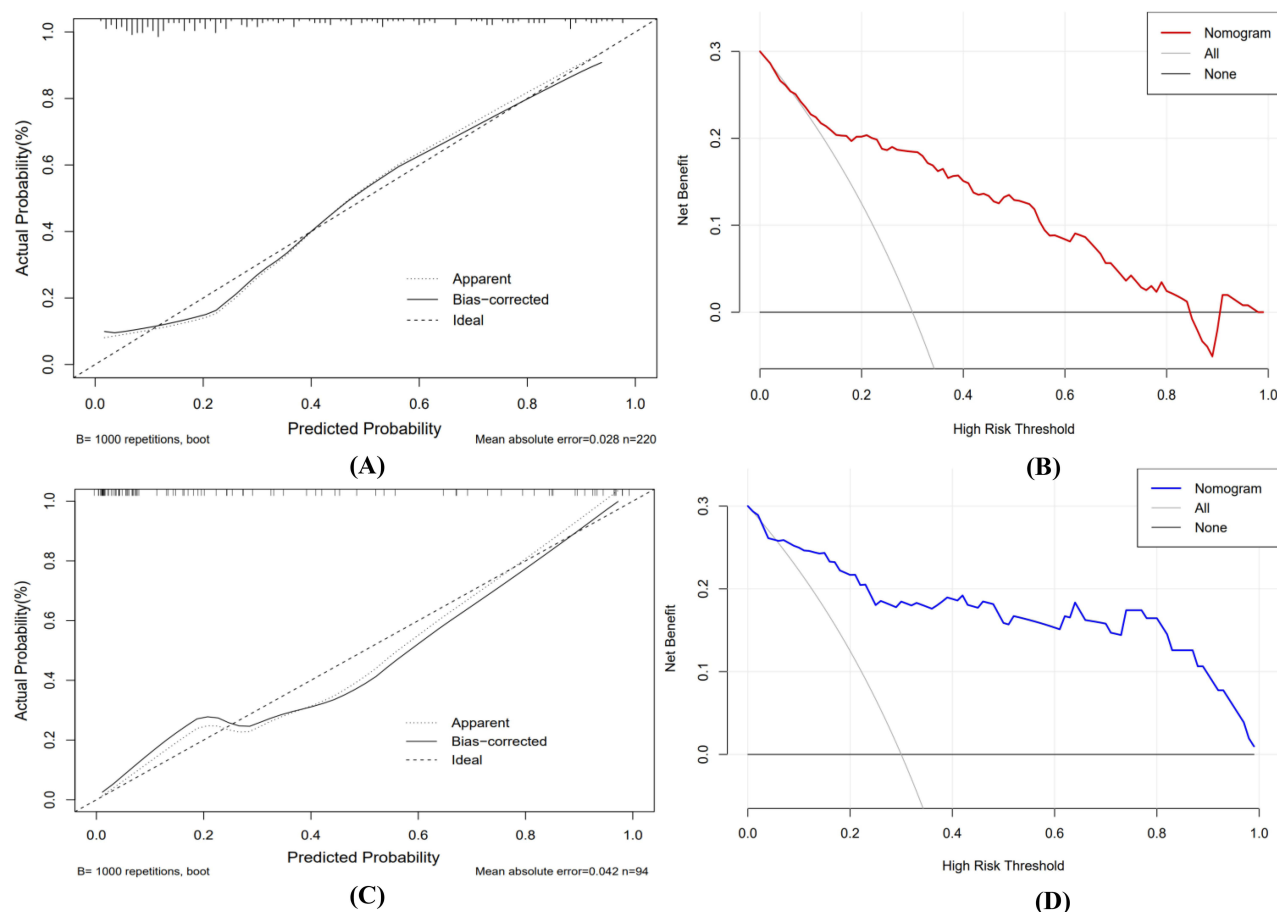 Actual Probability(%)
0.0 0.2 0.4 0.6 0.8 1.0
Apparent
Bias−corrected
Ideal
0.0 0.2 0.4 0.6 0.8 1.0
Predicted Probability
B= 1000 repetitions, boot
Mean absolute error=0.028 n=220
(A)
Nomogram
All
None
Net Benefit
0.0 0.1 0.2 0.3
0.0 0.2 0.4 0.6 0.8 1.0
High Risk Threshold
(B)
Actual Probability(%)
0.0 0.2 0.4 0.6 0.8 1.0
Apparent
Bias−corrected
Ideal
0.0 0.2 0.4 0.6 0.8 1.0
Predicted Probability
B= 1000 repetitions, boot
Mean absolute error=0.042 n=94
(C)
Nomogram
All
None
Net Benefit
0.0 0.1 0.2 0.3
0.0 0.2 0.4 0.6 0.8 1.0
High Risk Threshold
(D)